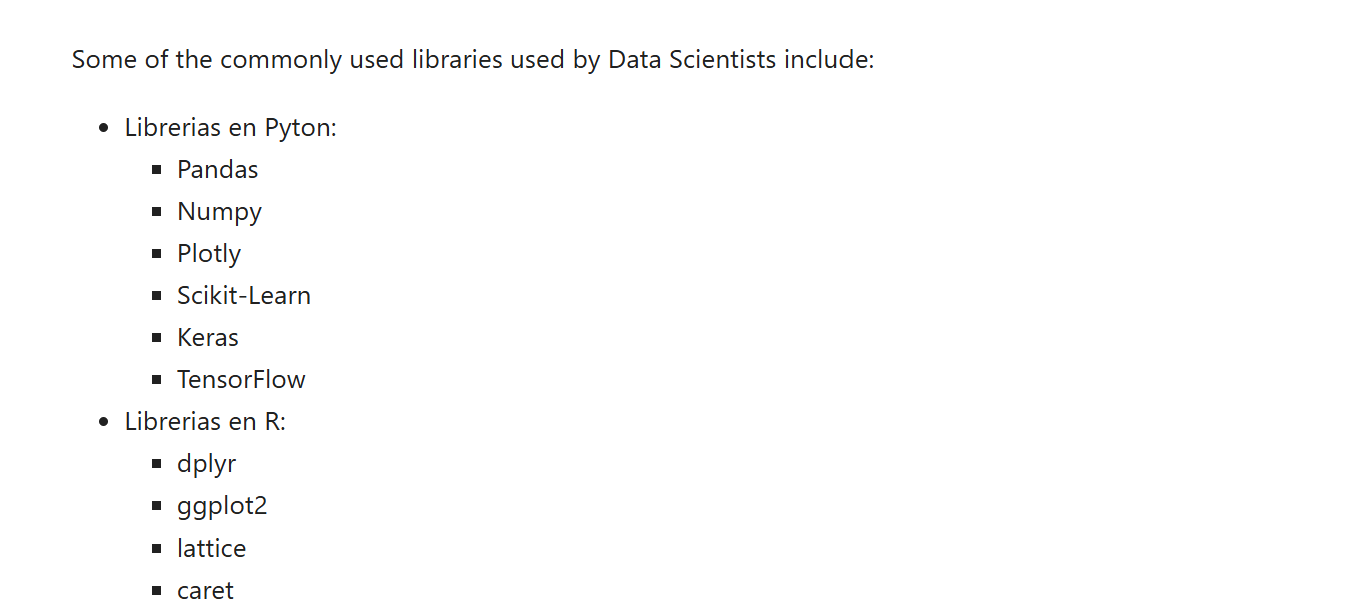 Some of the commonly used libraries used by Data Scientists include:
Librerias en Pyton:
Pandas
Numpy
Plotly
Scikit-Learn
Keras
TensorFlow
Librerias en R:
dplyr
ggplot2
lattice
caret